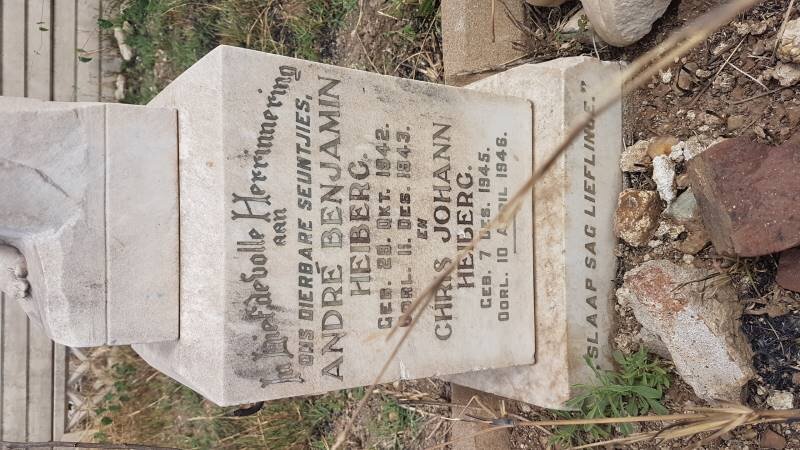 In Liefdevolle Herinnering
AAN
ONS DIERBARE SEUNTJIES,
ANDRÉ BENJAMIN
HEIBERG.
GEB. 29. OKT. 1942.
OORL. 11. DES. 1943.
EN
CHRIS JOHANN
HEIBERG.
GEB. 7 DES. 1945.
OORL. 10 APRIL 1946.
"SLAAP SAG LIEFLINGE."